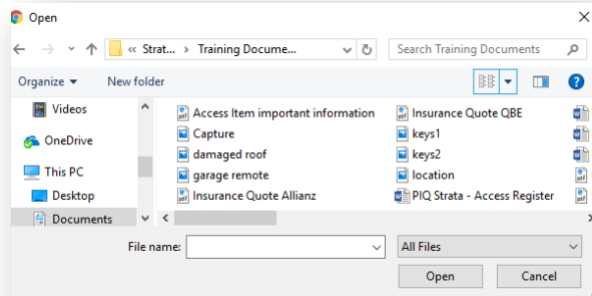 Open
« Strat... > Training Docume...
Search Training Documents
Organize
New folder
Videos
OneDrive
This PC
Desktop
Documents
Access Item important information
Capture
damaged roof
garage remote
Insurance Quote Allianz
Insurance Quote QBE
keys1
keys2
location
PIQ Strata - Access Register
File name:
All Files
Open
Cancel